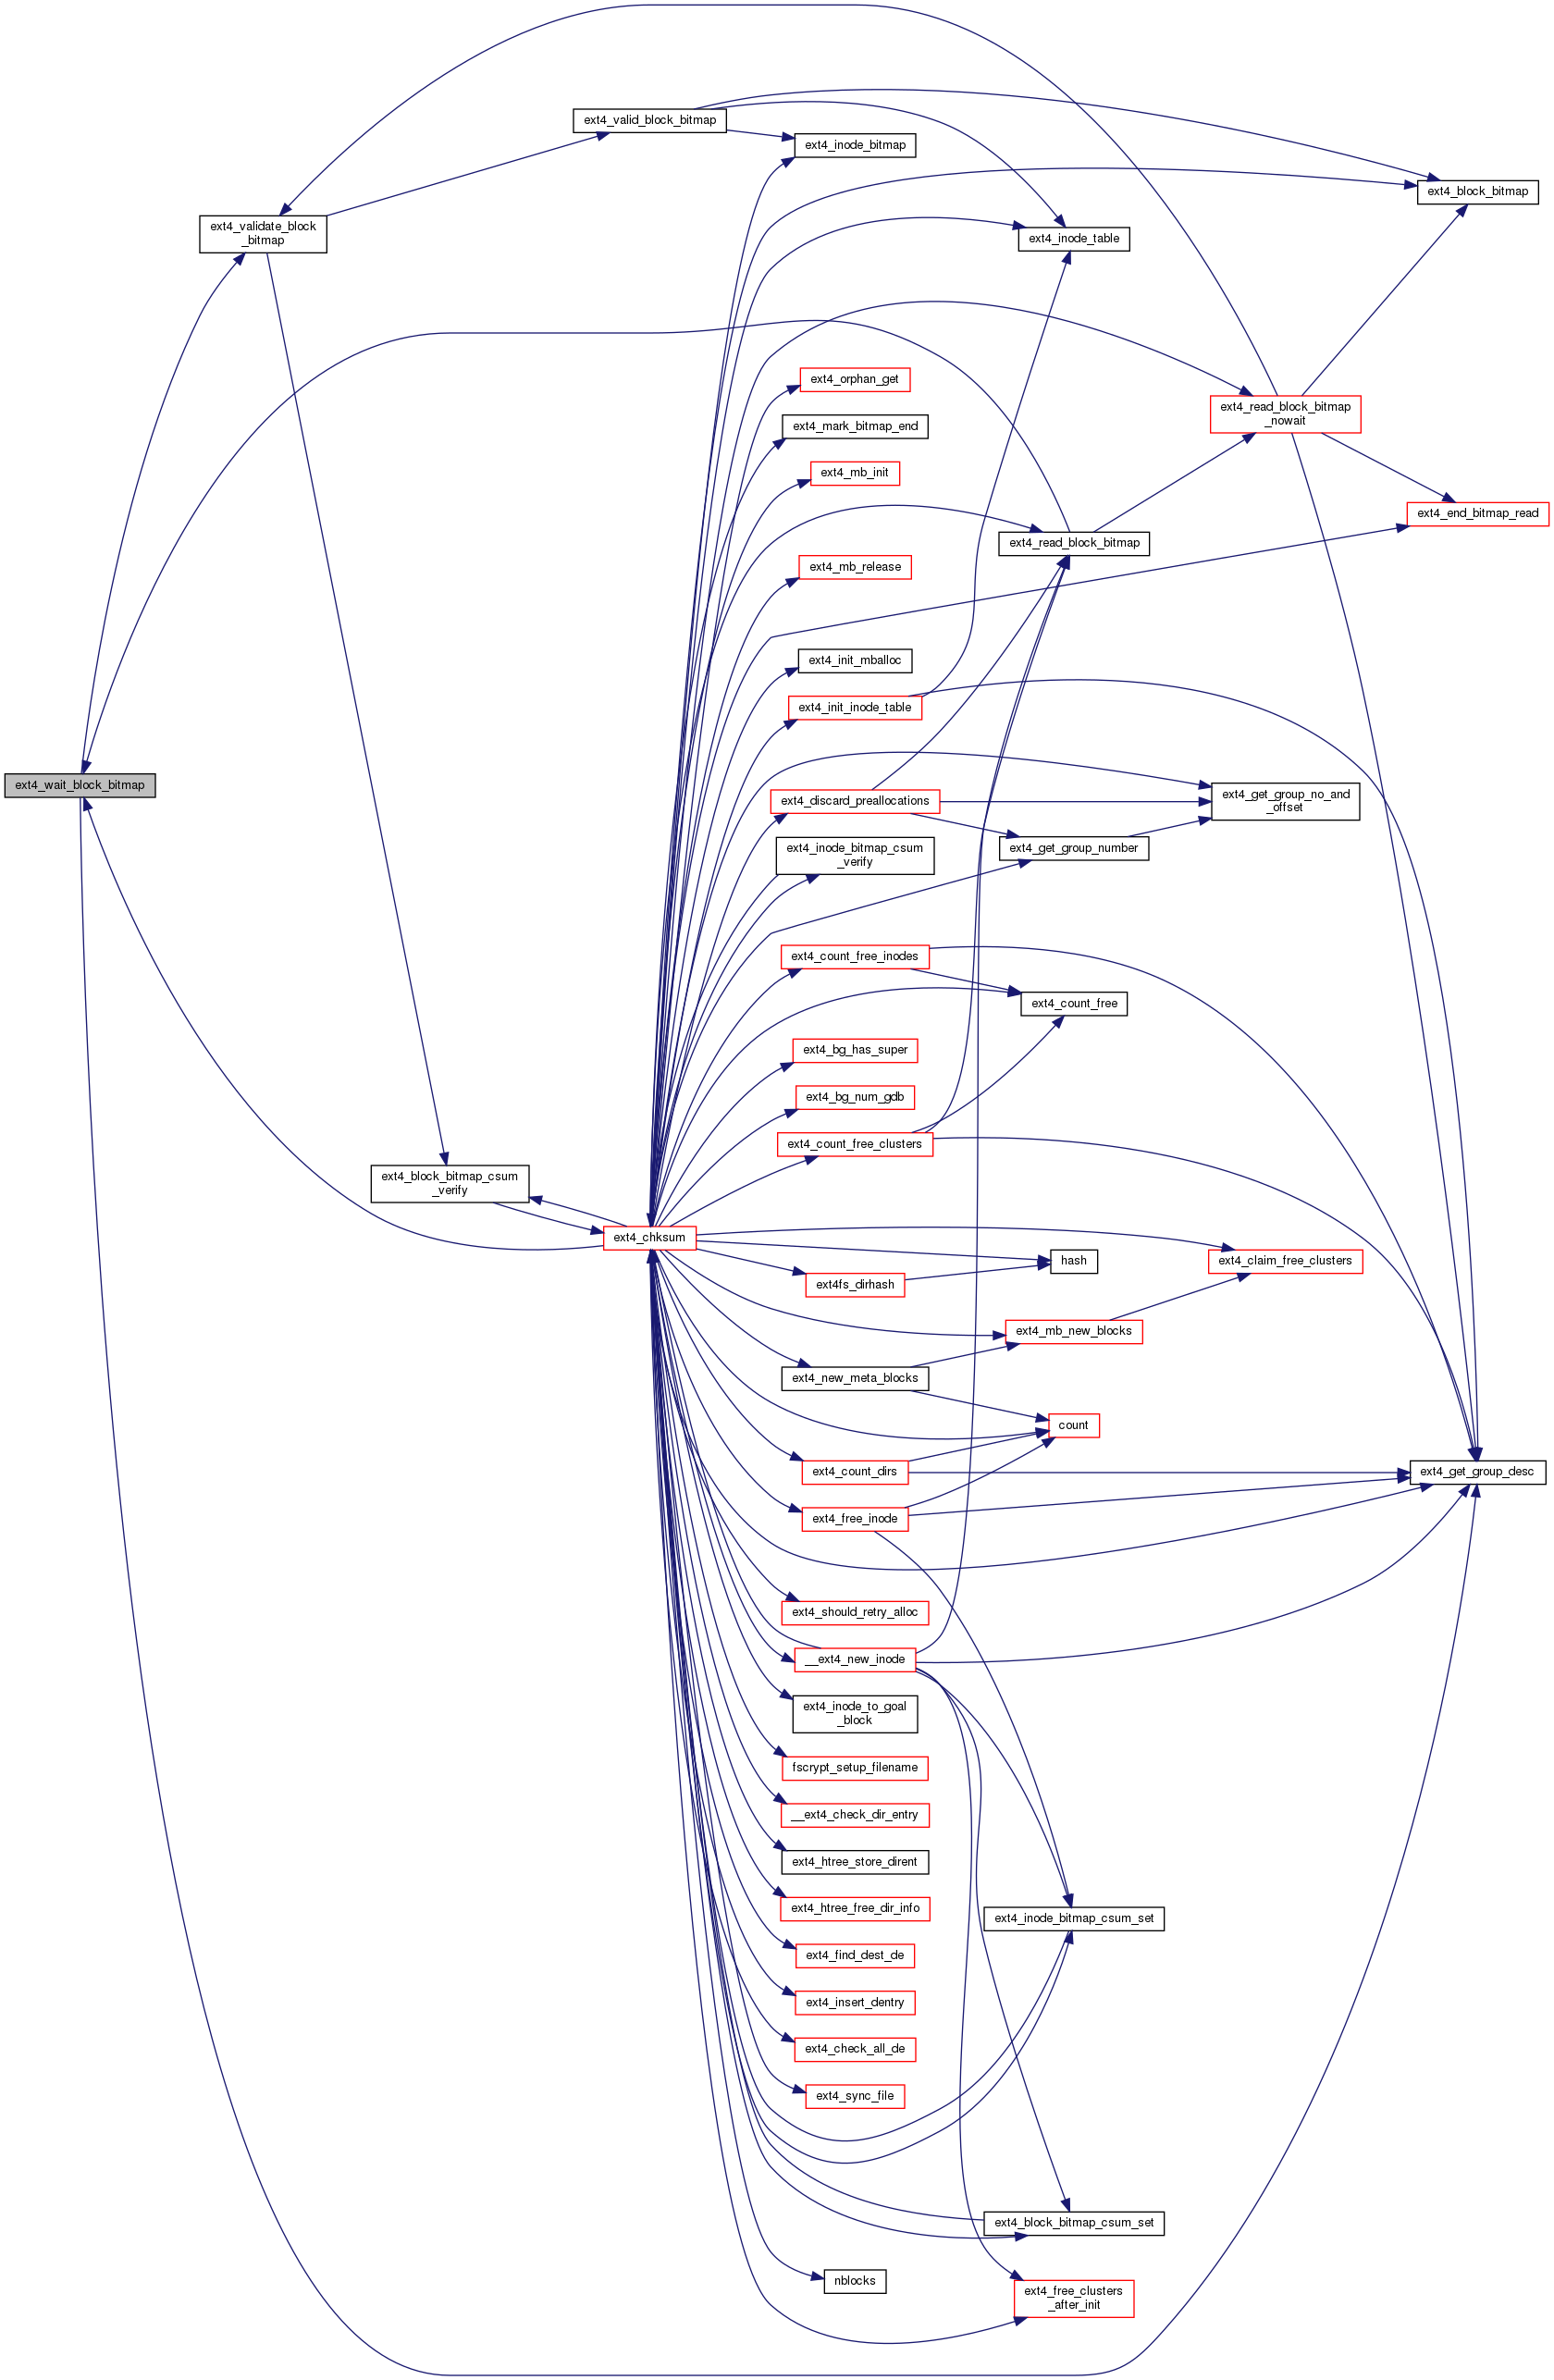 ext4_valid_block_bitmap
ext4_inode_bitmap
ext4_block_bitmap
ext4_validate_block
_bitmap
ext4_inode_table
ext4_orphan_get
ext4_mark_bitmap_end
ext4_read_block_bitmap
_nowait
ext4_mb_init
ext4_end_bitmap_read
ext4_read_block_bitmap
ext4_mb_release
ext4_init_mballoc
ext4_init_inode_table
ext4_wait_block_bitmap
ext4_discard_preallocations
ext4_get_group_no_and
_offset
ext4_inode_bitmap_csum
_verify
ext4_get_group_number
ext4_count_free_inodes
ext4_count_free
ext4_bg_has_super
ext4_bg_num_gdb
ext4_count_free_clusters
ext4_block_bitmap_csum
_verify
ext4_chksum
hash
ext4_claim_free_clusters
ext4fs_dirhash
ext4_mb_new_blocks
ext4_new_meta_blocks
count
ext4_count_dirs
ext4_get_group_desc
ext4_free_inode
ext4_should_retry_alloc
__ext4_new_inode
ext4_inode_to_goal
_block
fscrypt_setup_filename
__ext4_check_dir_entry
ext4_htree_store_dirent
ext4_htree_free_dir_info
ext4_inode_bitmap_csum_set
ext4_find_dest_de
ext4_insert_dentry
ext4_check_all_de
ext4_sync_file
ext4_block_bitmap_csum_set
nblocks
ext4_free_clusters
_after_init